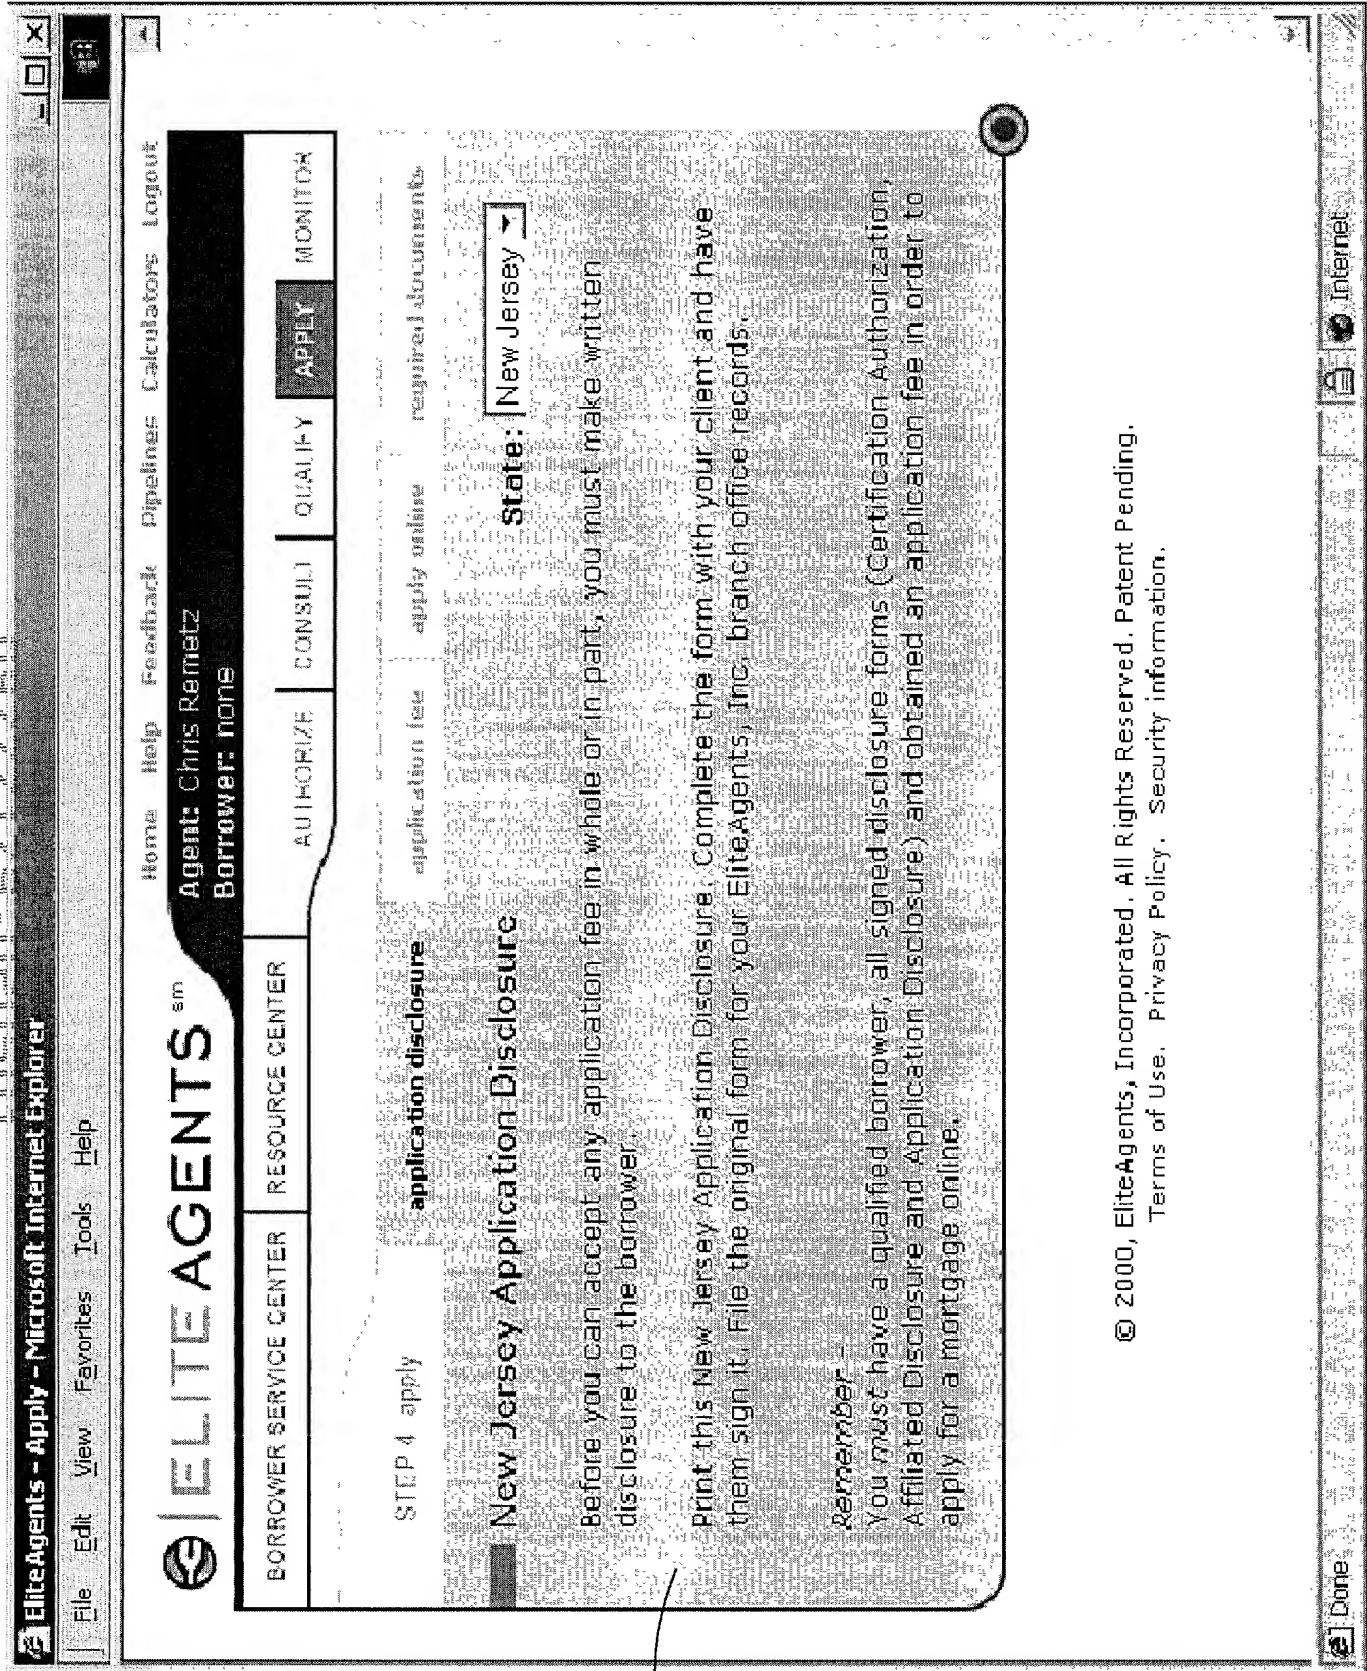 EliteAgents - Apply - Microsoft Internet Explorer
File Edit View Favorites Tools Help
ELITEAGENTS sm
Home Help Feedback Pipelines Calculators Logout
Agent: Chris Remetz
Borrower: none
BORROWER SERVICE CENTER RESOURCE CENTER AUTHORIZE CONSULT QUALIFY APPLY MONITOR
STEP 4 apply application disclosure application fee apply online required documents
New Jersey Application Disclosure State: New Jersey
Before you can accept any application fee in whole or in part, you must make written
disclosure to the borrower.
Print this New Jersey Application Disclosure. Complete the form with your client and have
them sign it. File the original form for your EliteAgents, Inc. branch office records.
Remember -
You must have a qualified borrower, all signed disclosure forms (Certification Authorization,
Affiliated Disclosure and Application Disclosure) and obtained an application fee in order to
apply for a mortgage online.
© 2000, EliteAgents, Incorporated. All Rights Reserved. Patent Pending.
Terms of Use. Privacy Policy. Security information.
Done Internet